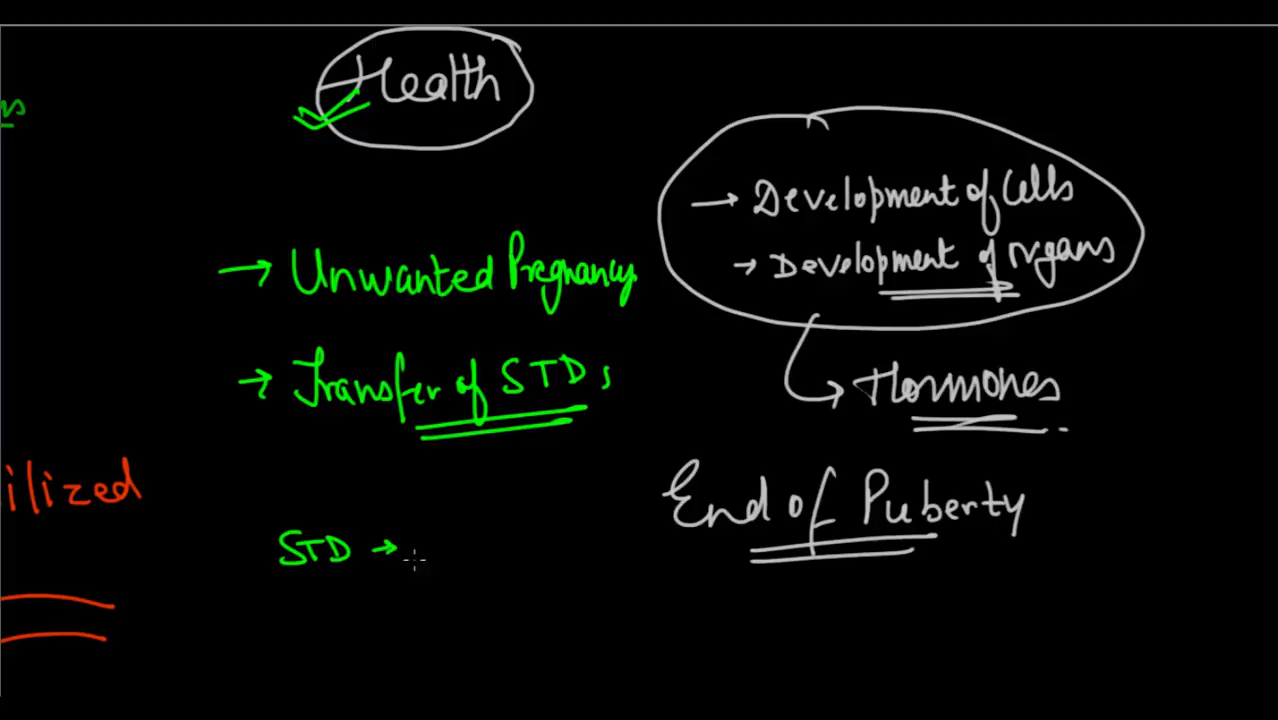 Health
→ Unwanted Pregnancy
→ Transfer of STDs
STD →
→ Development of Cells
→ Development of organs
Hormones
End of Puberty
ilized